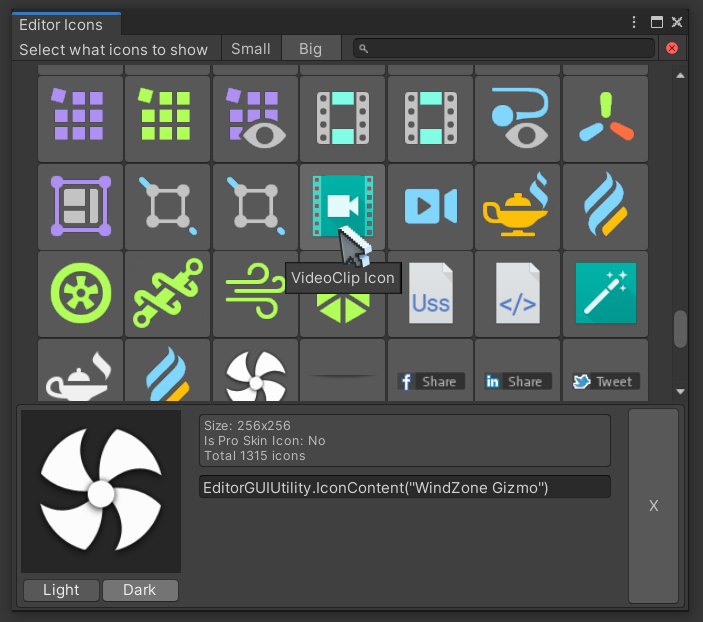 Editor Icons
Select what icons to show
Small
Big
VideoClip Icon
Uss
</>
f Share
in Share
Tweet
Size: 256x256
Is Pro Skin Icon: No
Total 1315 icons
EditorGUIUtility.IconContent("WindZone Gizmo")
X
Light
Dark